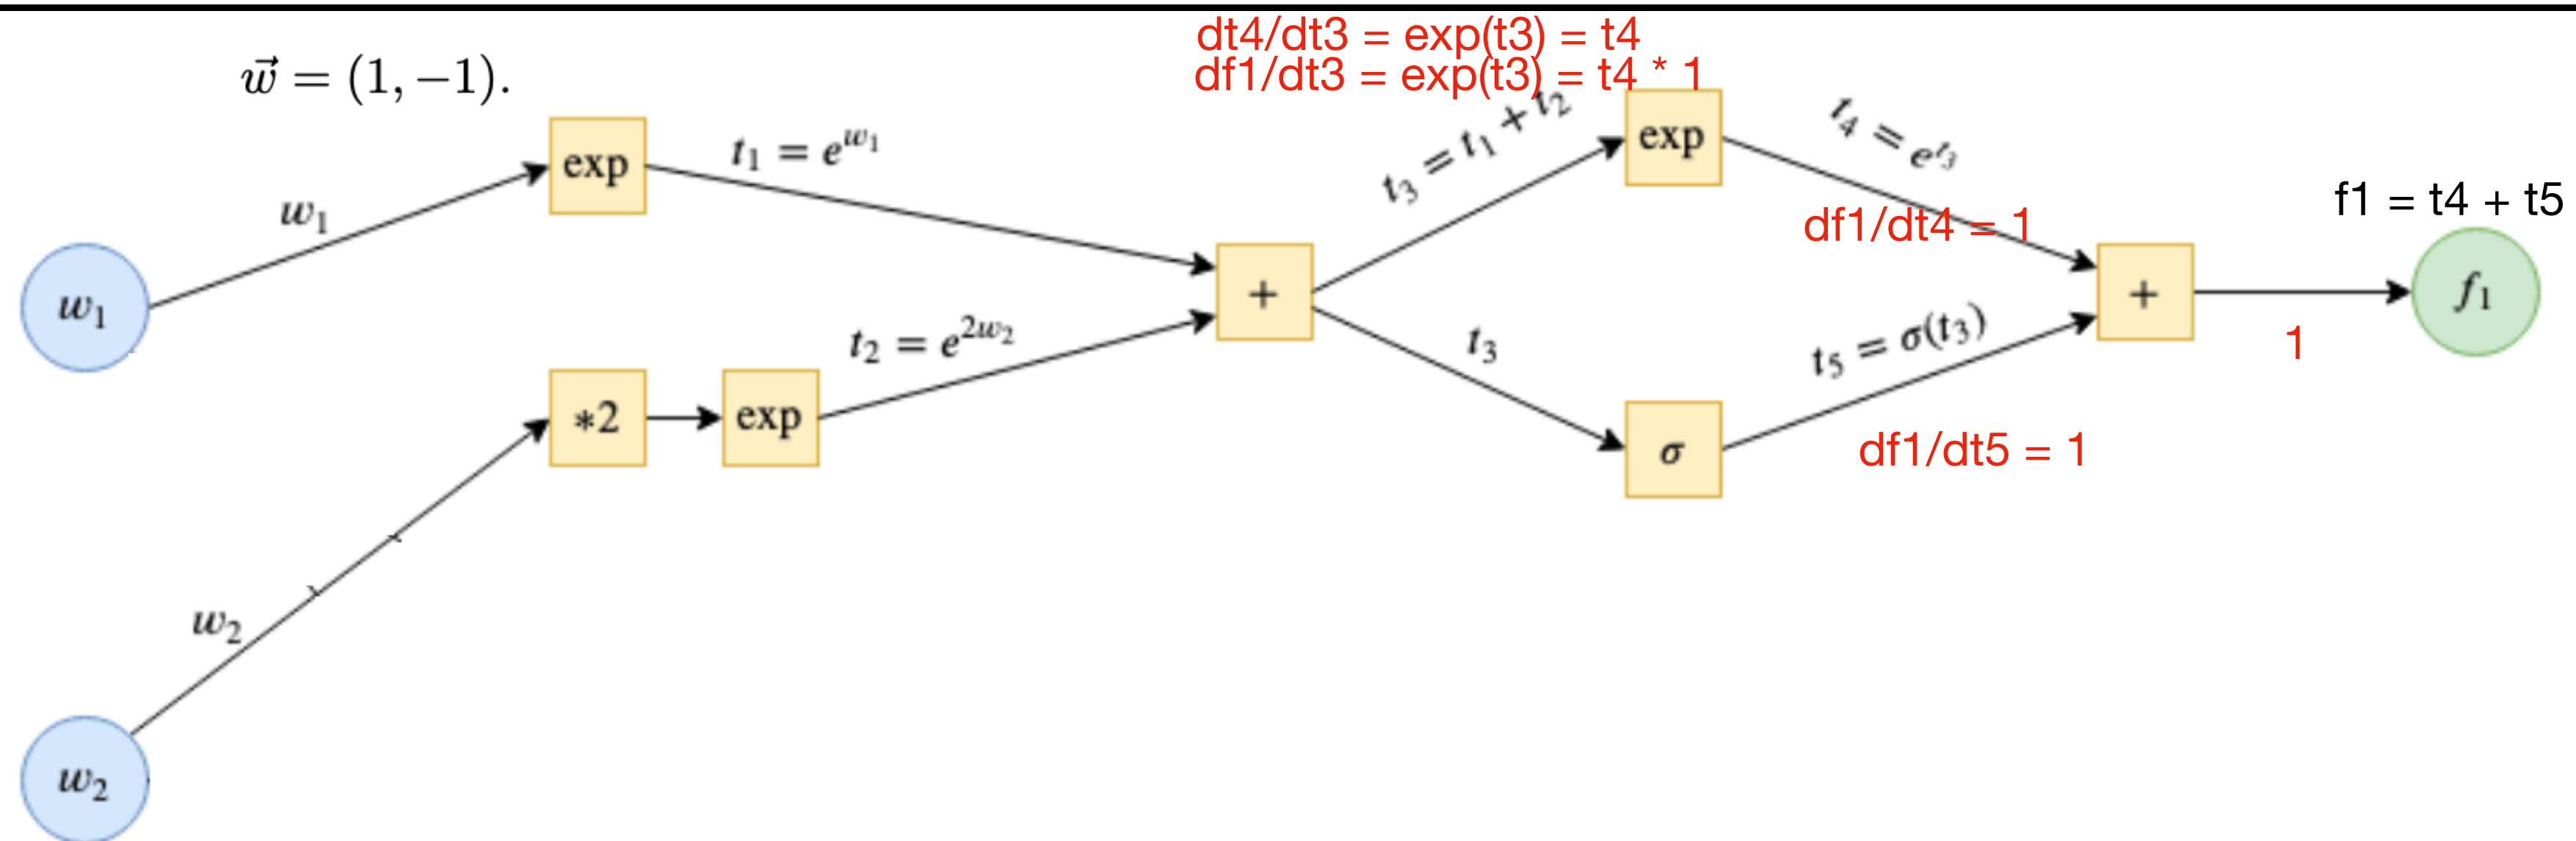 dt4/dt3 = exp(t3) = t4
df1/dt3 = exp(t3) = t4 * 1
w⃗ = (1, −1).
exp
t₁ = e^{w₁}
t₃ = t₁ + t₂
exp
t₄ = e^{t₃}
w₁
df1/dt4 = 1
f1 = t4 + t5
w₁
+
+
f₁
t₂ = e^{2w₂}
t₃
t₅ = σ(t₃)
1
∗2
exp
σ
df1/dt5 = 1
w₂
w₂